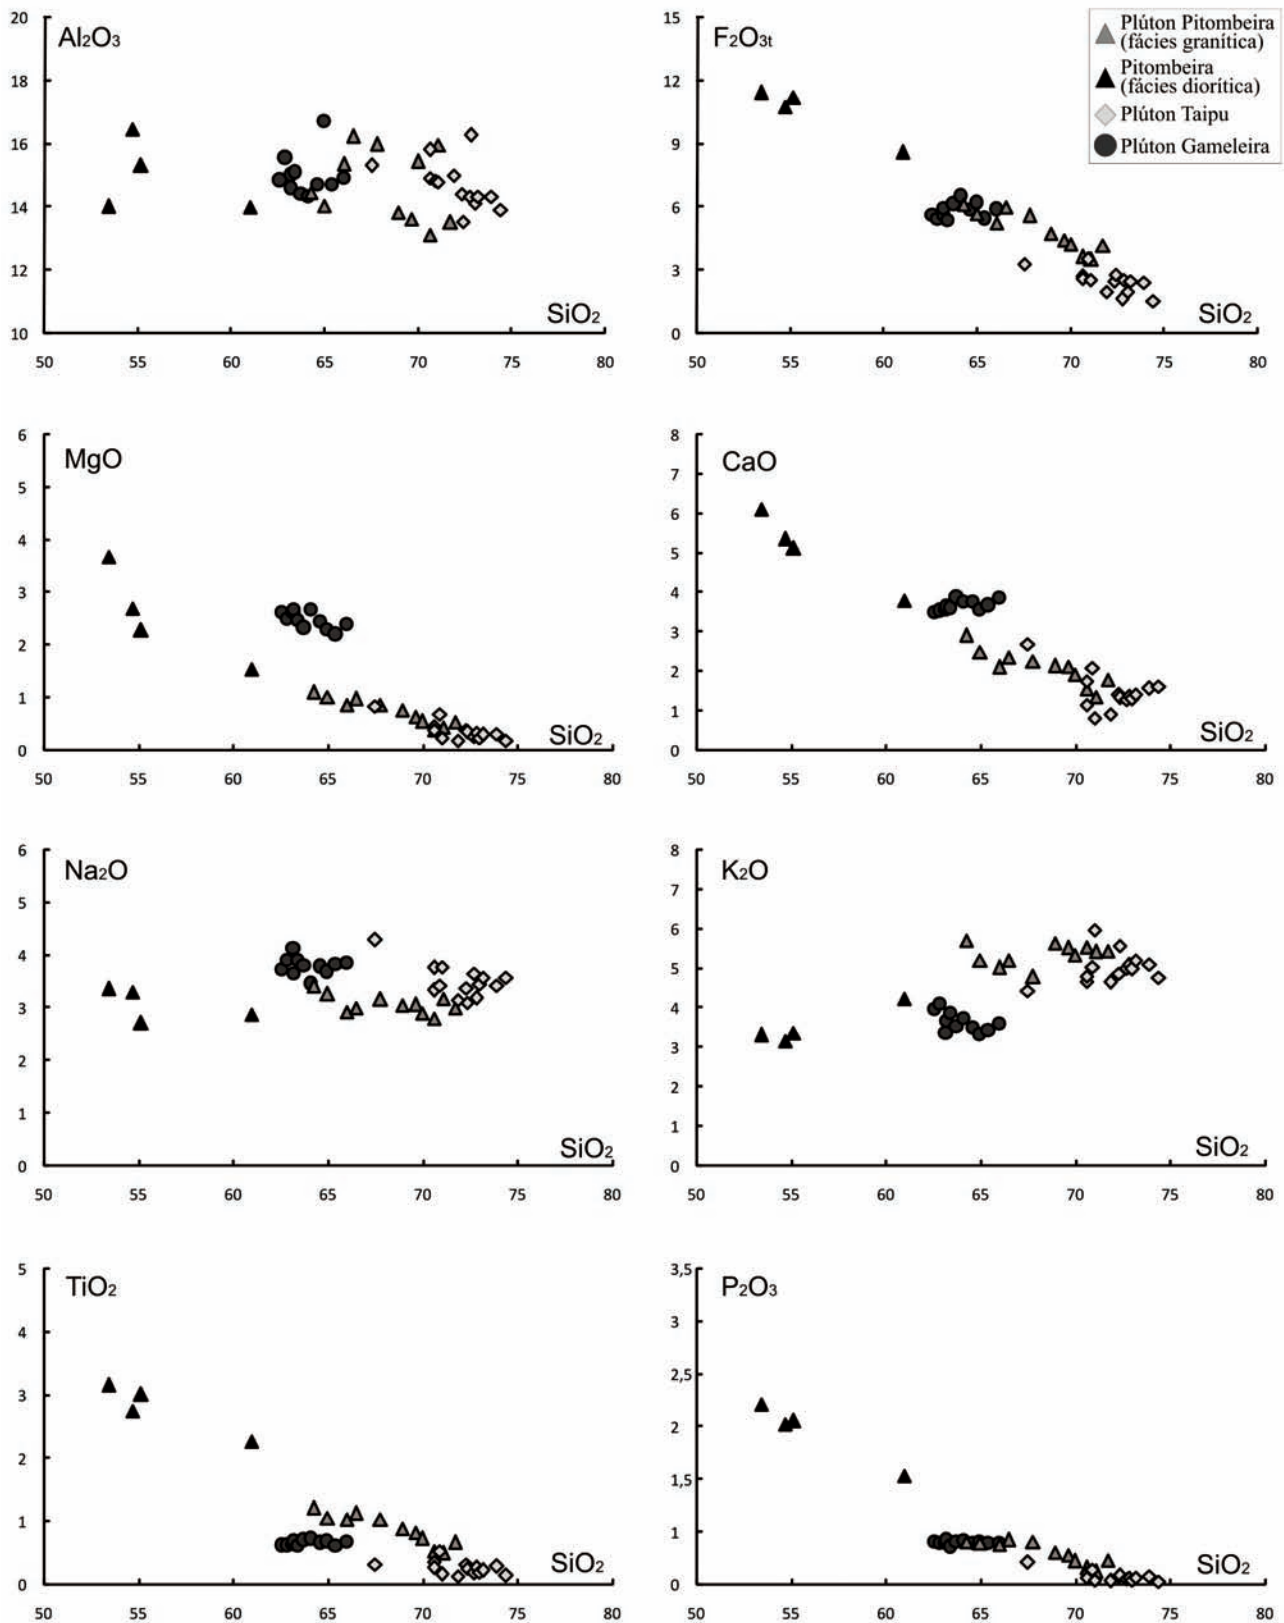 20
18
16
14
12
10
Al₂O₃
SiO₂
50 55 60 65 70 75 80
15
12
9
6
3
0
F₂O₃t
SiO₂
50 55 60 65 70 75 80
Plúton Pitombeira
(fácies granítica)
Pitombeira
(fácies diorítica)
Plúton Taipu
Plúton Gameleira
6
5
4
3
2
1
0
MgO
SiO₂
50 55 60 65 70 75 80
8
7
6
5
4
3
2
1
0
CaO
SiO₂
50 55 60 65 70 75 80
6
5
4
3
2
1
0
Na₂O
SiO₂
50 55 60 65 70 75 80
8
7
6
5
4
3
2
1
0
K₂O
SiO₂
50 55 60 65 70 75 80
5
4
3
2
1
0
TiO₂
SiO₂
50 55 60 65 70 75 80
3,5
3
2,5
2
1,5
1
0
P₂O₃
SiO₂
50 55 60 65 70 75 80